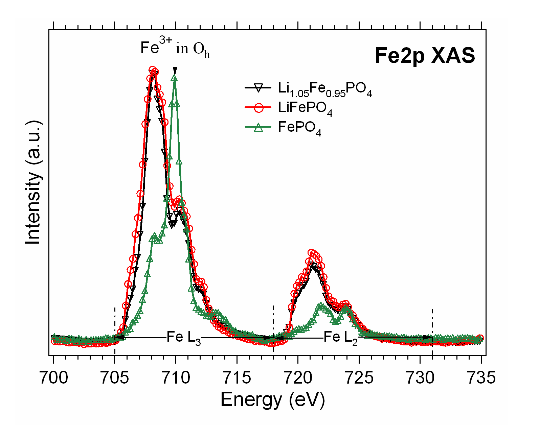 Fe³⁺ in Oₕ
Fe2p XAS
Li₁.₀₅Fe₀.₉₅PO₄
LiFePO₄
FePO₄
Intensity (a.u.)
Fe L₃
Fe L₂
700 705 710 715 720 725 730 735
Energy (eV)